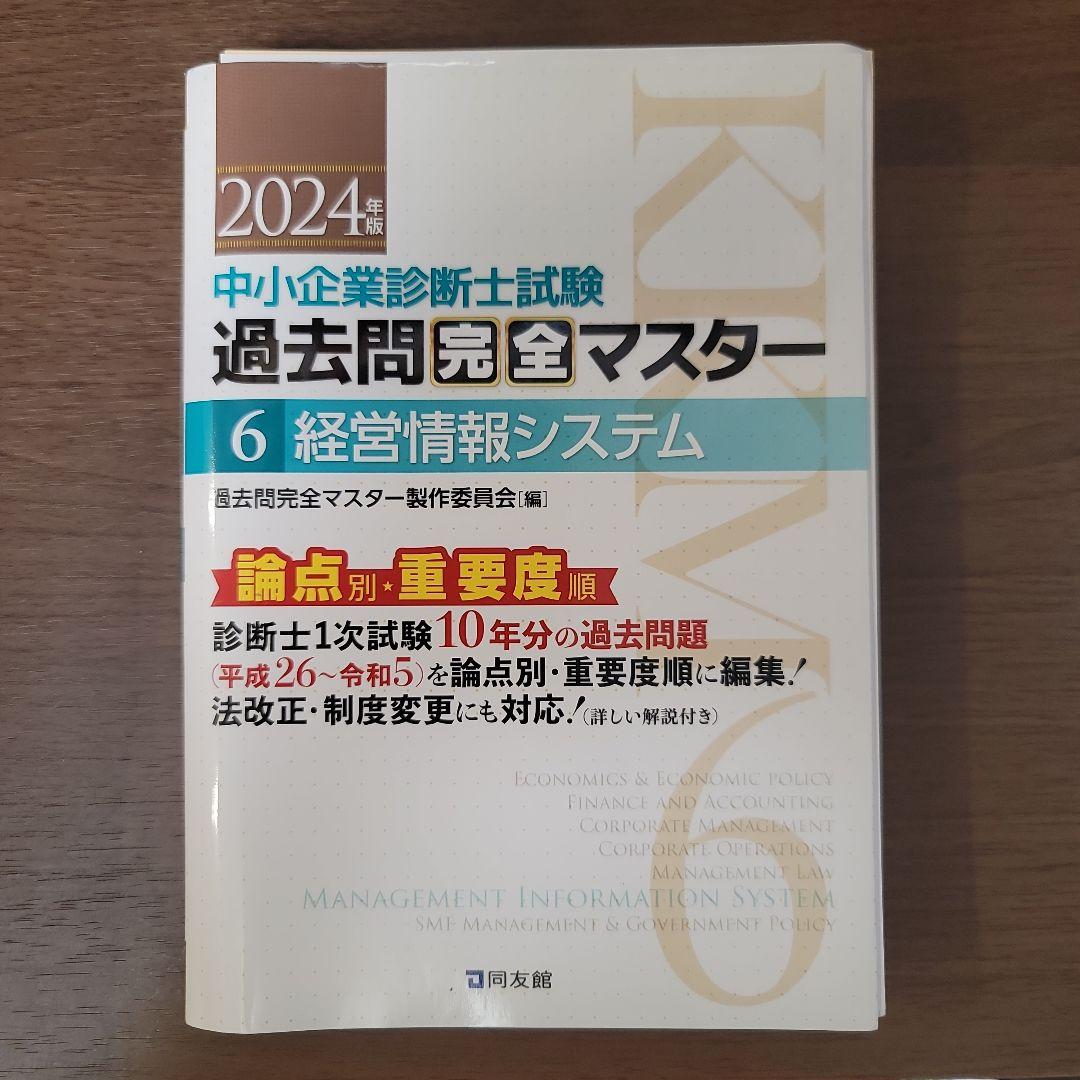 2024年版
中小企業診断士試験
過去問完全マスター
6 経営情報システム
過去問完全マスター製作委員会[編]
論点別★重要度順
診断士1次試験10年分の過去問題
(平成26~令和5)を論点別・重要度順に編集!
法改正・制度変更にも対応!(詳しい解説付き)
KKM6
ECONOMICS & ECONOMIC POLICY
FINANCE AND ACCOUNTING
CORPORATE MANAGEMENT
CORPORATE OPERATIONS
MANAGEMENT LAW
MANAGEMENT INFORMATION SYSTEM
SME MANAGEMENT & GOVERNMENT POLICY
同友館